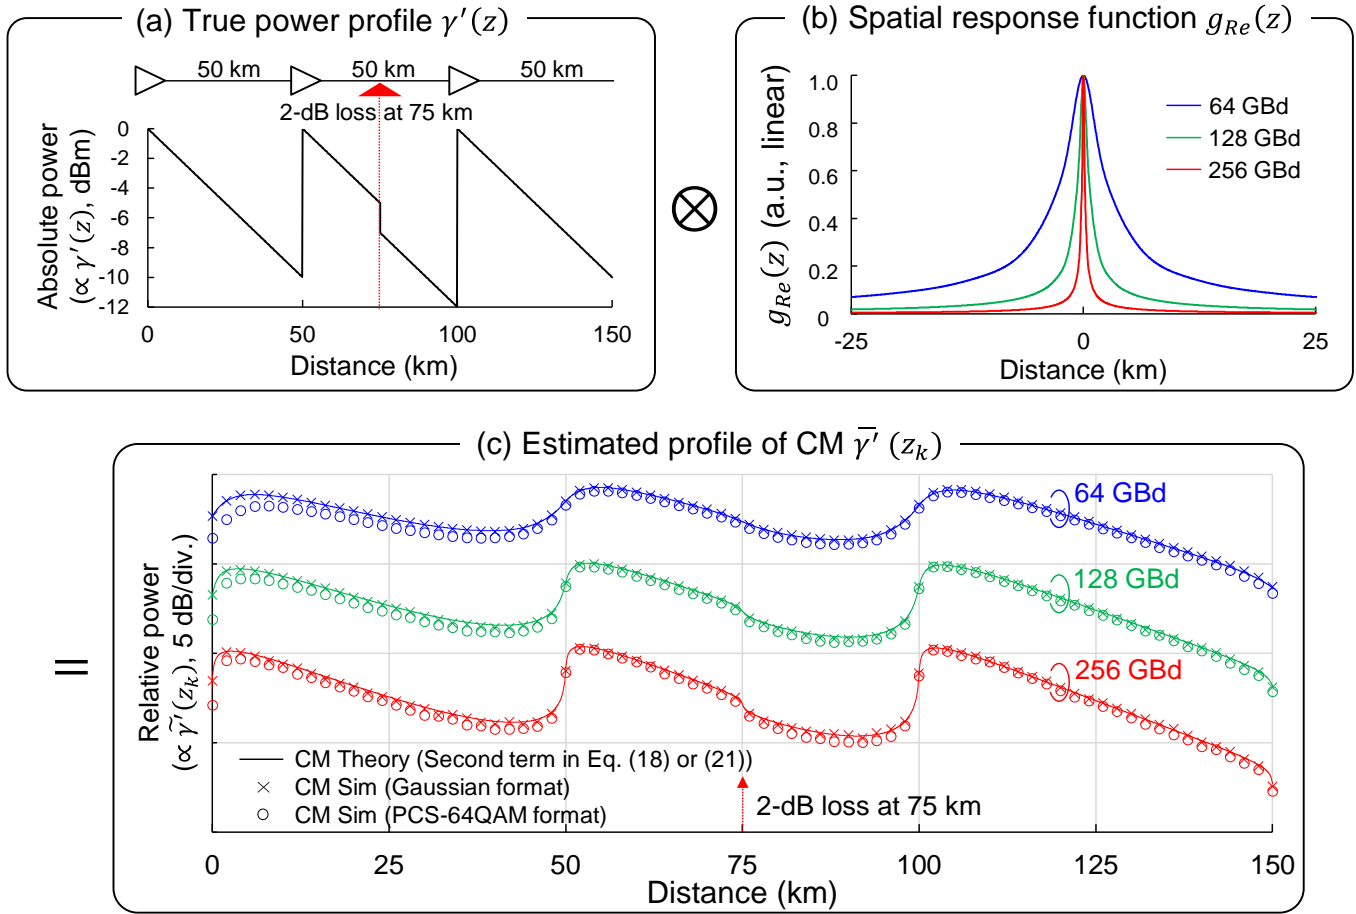 (a) True power profile γ′(z)
50 km 50 km 50 km
2-dB loss at 75 km
Absolute power
(∝ γ′(z), dBm)
0
-2
-4
-6
-8
-10
-12
0 50 100 150
Distance (km)
⊗
(b) Spatial response function g_Re(z)
g_Re(z) (a.u., linear)
1.0
0.8
0.6
0.4
0.2
0
64 GBd
128 GBd
256 GBd
-25 0 25
Distance (km)
=
(c) Estimated profile of CM γ̅′ (z_k)
Relative power
(∝ γ̃′(z_k), 5 dB/div.)
64 GBd
128 GBd
256 GBd
CM Theory (Second term in Eq. (18) or (21))
CM Sim (Gaussian format)
CM Sim (PCS-64QAM format)
2-dB loss at 75 km
0 25 50 75 100 125 150
Distance (km)